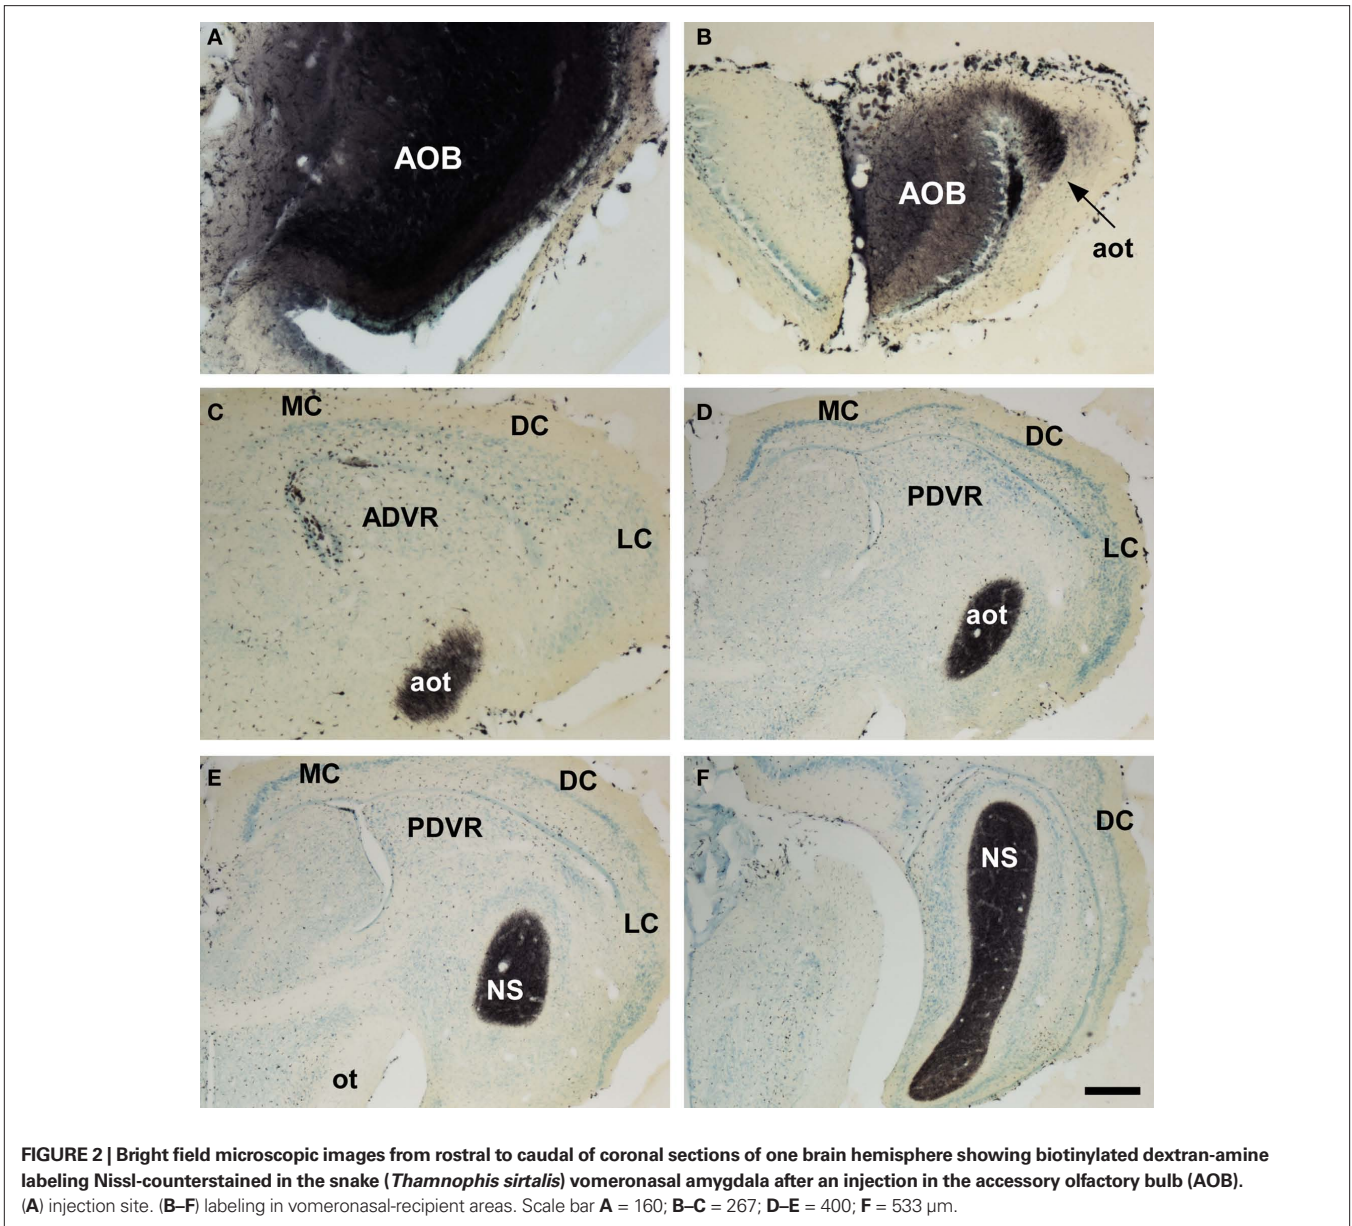 A
AOB
B
AOB
aot
C
MC
DC
ADVR
LC
aot
D
MC
DC
PDVR
LC
aot
E
MC
DC
PDVR
LC
NS
ot
F
DC
NS
FIGURE 2 | Bright field microscopic images from rostral to caudal of coronal sections of one brain hemisphere showing biotinylated dextran-amine
labeling Nissl-counterstained in the snake (Thamnophis sirtalis) vomeronasal amygdala after an injection in the accessory olfactory bulb (AOB).
(A) injection site. (B–F) labeling in vomeronasal-recipient areas. Scale bar A = 160; B–C = 267; D–E = 400; F = 533 μm.